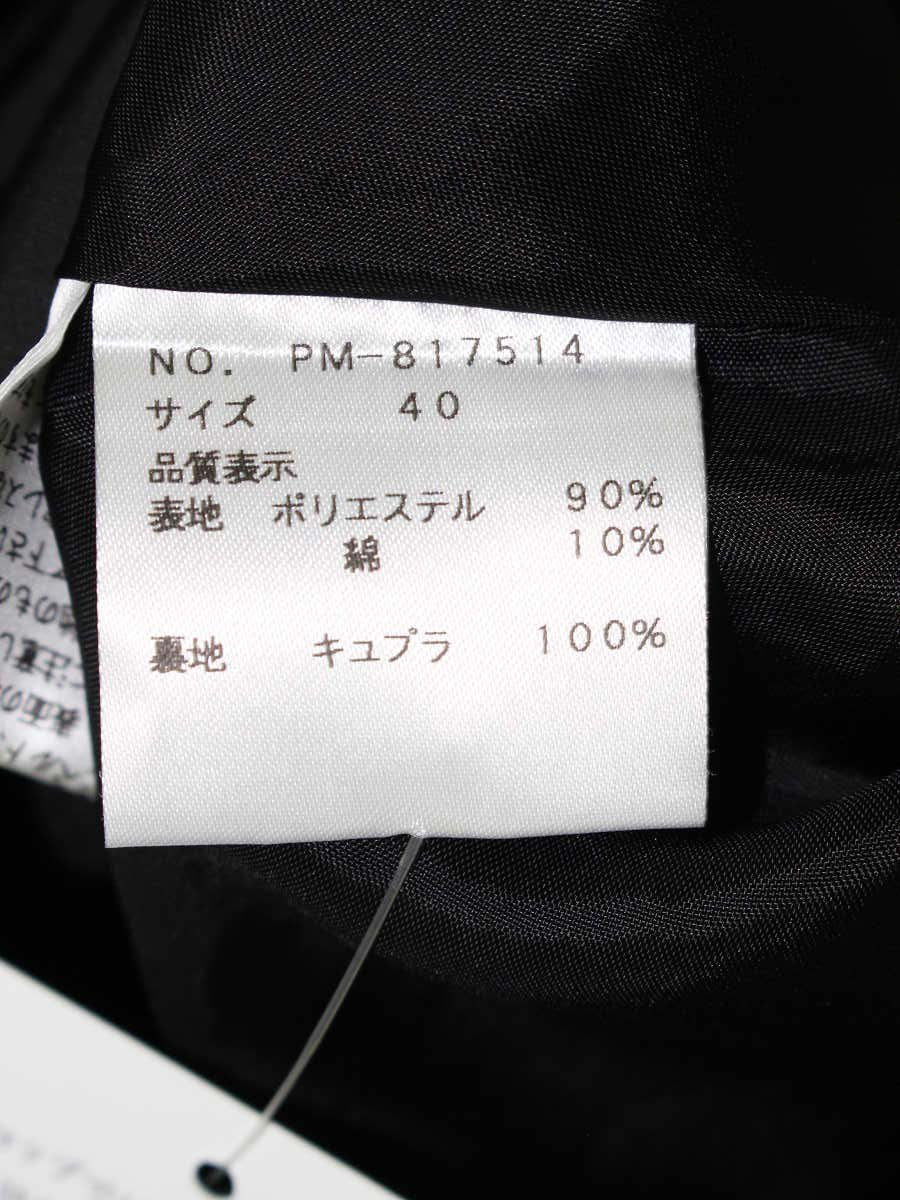 NO. PM-817514
サイズ 40
品質表示
表地 ポリエステル 90%
綿 10%
裏地 キュプラ 100%